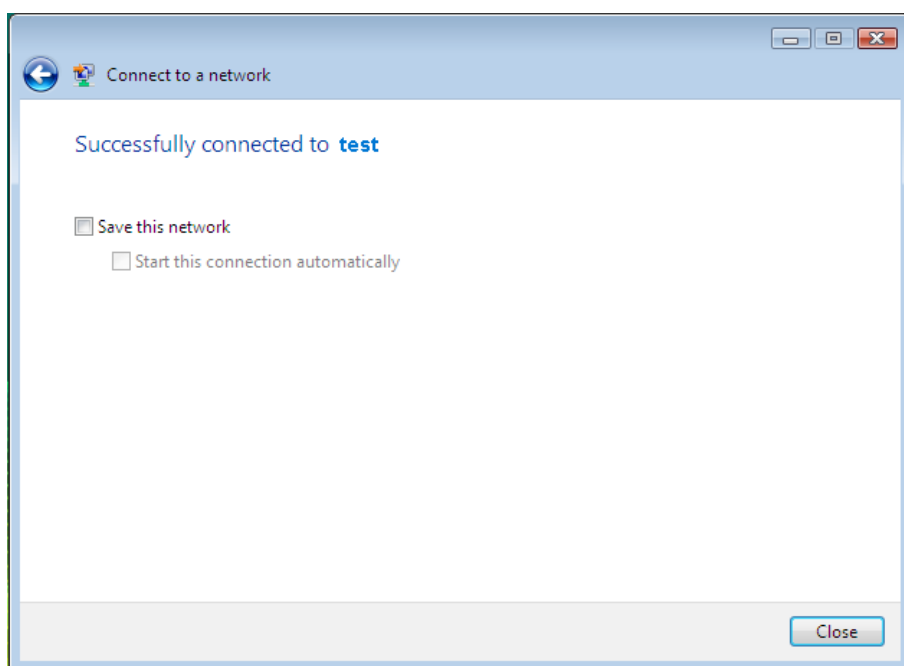 Connect to a network
Successfully connected to test
Save this network
Start this connection automatically
Close